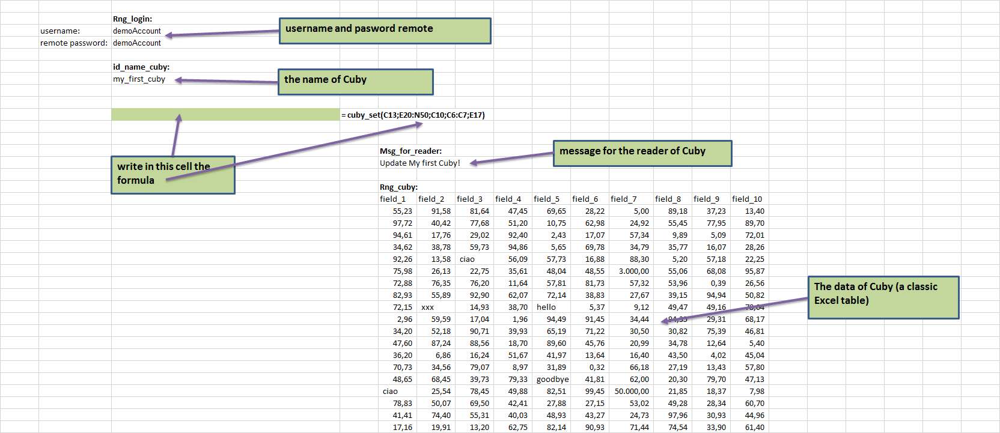 Rng_login:
username: demoAccount
remote password: demoAccount
username and pasword remote
id_name_cuby:
my_first_cuby
the name of Cuby
= cuby_set(C13;E20:N50;C10;C6:C7;E17)
write in this cell the
formula
Msg_for_reader:
Update My first Cuby!
message for the reader of Cuby
Rng_cuby:
field_1 field_2 field_3 field_4 field_5 field_6 field_7 field_8 field_9 field_10
55,23 91,58 81,64 47,45 69,65 28,22 5,00 89,18 37,23 13,40
97,72 40,42 77,68 51,20 10,75 62,98 24,92 55,45 77,95 89,70
94,61 17,76 29,02 92,40 2,43 17,07 57,34 9,89 5,09 72,01
34,62 38,78 59,73 94,86 5,65 69,78 34,79 35,77 16,07 28,26
92,26 13,58 ciao 56,09 57,73 16,88 88,30 5,20 57,18 22,25
75,98 26,13 22,75 35,61 48,04 48,55 3.000,00 55,06 68,08 95,87
72,88 76,35 76,20 11,64 57,81 81,73 57,32 53,96 0,39 26,56
82,93 55,89 92,90 62,07 72,14 38,83 27,67 39,15 94,94 50,82
72,15 xxx 14,93 38,70 hello 5,37 9,12 49,47 49,16
2,96 59,59 17,04 1,96 94,49 91,45 34,44 29,31 68,17
34,20 52,18 90,71 39,93 65,19 71,22 30,50 30,82 75,39 46,81
47,60 87,24 88,56 18,70 89,60 45,76 20,99 34,78 12,64 5,40
36,20 6,86 16,24 51,67 41,97 13,64 16,40 43,50 4,02 45,04
70,73 34,56 79,07 8,97 31,89 0,32 66,18 27,19 13,43 57,80
48,65 68,45 39,73 79,33 goodbye 41,81 62,00 20,30 79,70 47,13
ciao 25,54 78,45 49,88 82,51 99,45 50.000,00 21,85 18,37 7,98
78,83 50,07 69,50 42,41 27,88 27,15 53,02 49,28 28,34 60,70
41,41 74,40 55,31 40,03 48,93 43,27 24,73 97,96 30,93 44,96
17,16 19,91 13,20 62,75 82,14 90,93 71,44 74,54 33,90 61,40
The data of Cuby (a classic
Excel table)